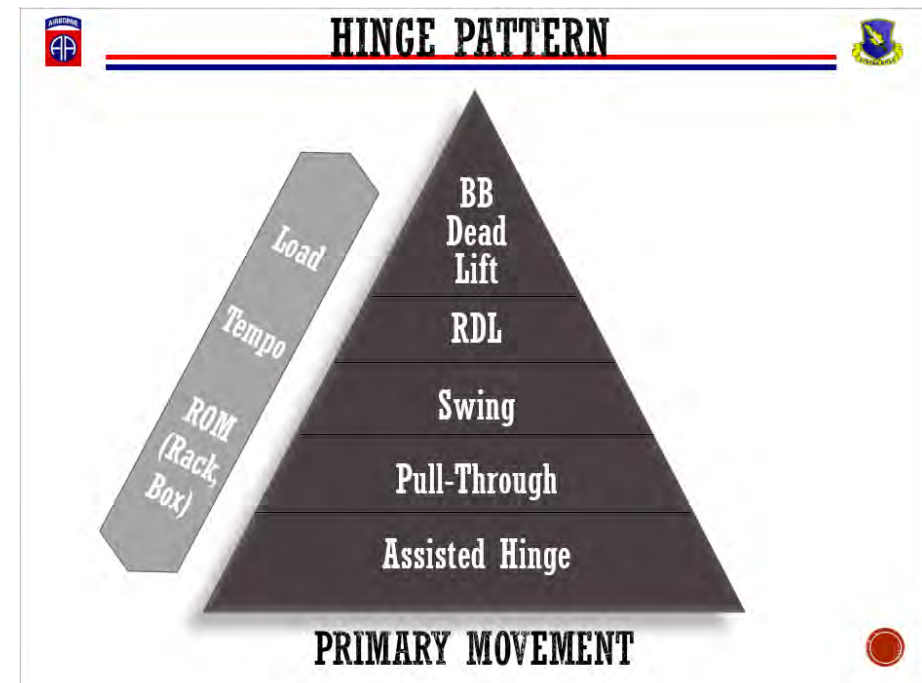 AIRBORNE
AA
HINGE PATTERN
Load
Tempo
ROM
(Rack,
Box)
BB
Dead
Lift
RDL
Swing
Pull-Through
Assisted Hinge
PRIMARY MOVEMENT